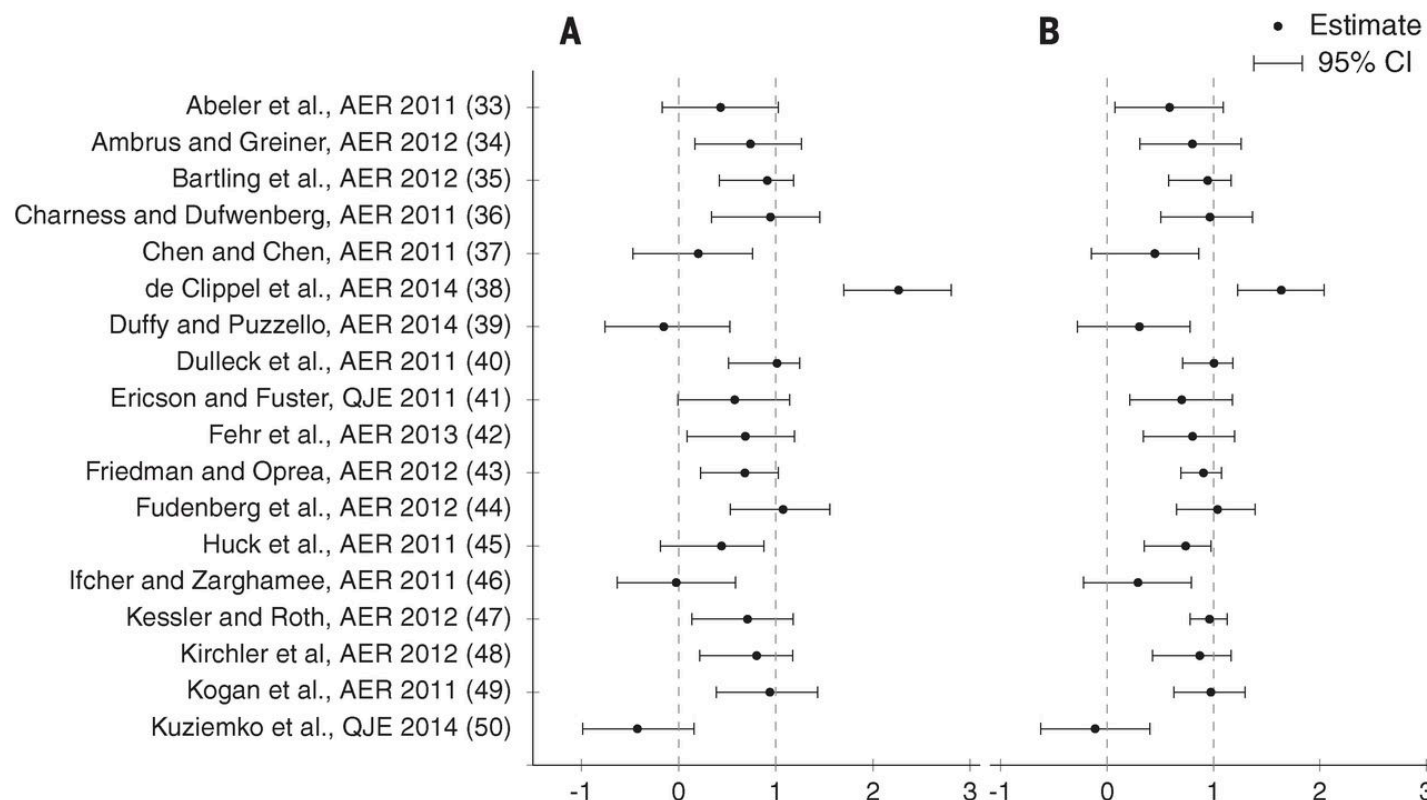 A
B
Estimate
95% CI
Abeler et al., AER 2011 (33)
Ambrus and Greiner, AER 2012 (34)
Bartling et al., AER 2012 (35)
Charness and Dufwenberg, AER 2011 (36)
Chen and Chen, AER 2011 (37)
de Clippel et al., AER 2014 (38)
Duffy and Puzzello, AER 2014 (39)
Dulleck et al., AER 2011 (40)
Ericson and Fuster, QJE 2011 (41)
Fehr et al., AER 2013 (42)
Friedman and Oprea, AER 2012 (43)
Fudenberg et al., AER 2012 (44)
Huck et al., AER 2011 (45)
Ifcher and Zarghamee, AER 2011 (46)
Kessler and Roth, AER 2012 (47)
Kirchler et al, AER 2012 (48)
Kogan et al., AER 2011 (49)
Kuziemko et al., QJE 2014 (50)
-1 0 1 2 3
-1 0 1 2 3